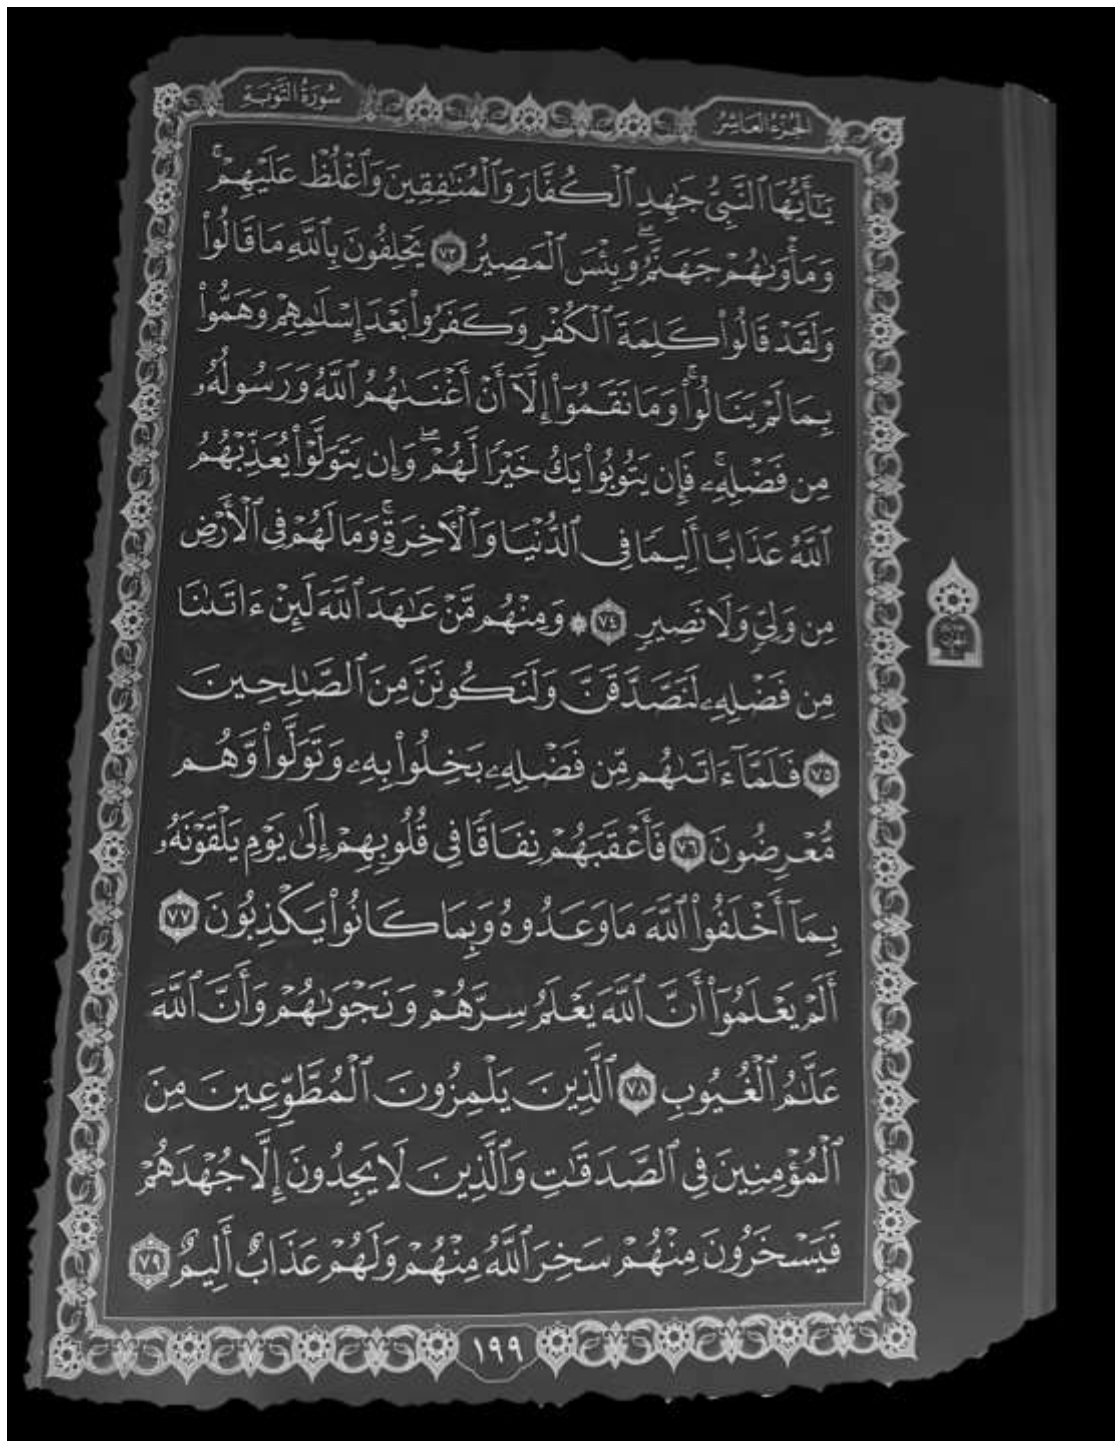 الجزء العاشر
سورة التوبة
يَٰٓأَيُّهَا ٱلنَّبِيُّ جَٰهِدِ ٱلۡكُفَّارَ وَٱلۡمُنَٰفِقِينَ وَٱغۡلُظۡ عَلَيۡهِمۡۚ
وَمَأۡوَىٰهُمۡ جَهَنَّمُۖ وَبِئۡسَ ٱلۡمَصِيرُ ٧٣ يَحۡلِفُونَ بِٱللَّهِ مَا قَالُواْ
وَلَقَدۡ قَالُواْ كَلِمَةَ ٱلۡكُفۡرِ وَكَفَرُواْ بَعۡدَ إِسۡلَٰمِهِمۡ وَهَمُّواْ
بِمَا لَمۡ يَنَالُواْۚ وَمَا نَقَمُوٓاْ إِلَّآ أَنۡ أَغۡنَىٰهُمُ ٱللَّهُ وَرَسُولُهُۥ
مِن فَضۡلِهِۦۚ فَإِن يَتُوبُواْ يَكُ خَيۡرٗا لَّهُمۡۖ وَإِن يَتَوَلَّوۡاْ يُعَذِّبۡهُمُ
ٱللَّهُ عَذَابًا أَلِيمٗا فِي ٱلدُّنۡيَا وَٱلۡأٓخِرَةِۚ وَمَا لَهُمۡ فِي ٱلۡأَرۡضِ
مِن وَلِيّٖ وَلَا نَصِيرٖ ٧٤ ۞ وَمِنۡهُم مَّنۡ عَٰهَدَ ٱللَّهَ لَئِنۡ ءَاتَىٰنَا
مِن فَضۡلِهِۦ لَنَصَّدَّقَنَّ وَلَنَكُونَنَّ مِنَ ٱلصَّٰلِحِينَ
٧٥ فَلَمَّآ ءَاتَىٰهُم مِّن فَضۡلِهِۦ بَخِلُواْ بِهِۦ وَتَوَلَّواْ وَّهُم
مُّعۡرِضُونَ ٧٦ فَأَعۡقَبَهُمۡ نِفَاقٗا فِي قُلُوبِهِمۡ إِلَىٰ يَوۡمِ يَلۡقَوۡنَهُۥ
بِمَآ أَخۡلَفُواْ ٱللَّهَ مَا وَعَدُوهُ وَبِمَا كَانُواْ يَكۡذِبُونَ ٧٧
أَلَمۡ يَعۡلَمُوٓاْ أَنَّ ٱللَّهَ يَعۡلَمُ سِرَّهُمۡ وَنَجۡوَىٰهُمۡ وَأَنَّ ٱللَّهَ
عَلَّٰمُ ٱلۡغُيُوبِ ٧٨ ٱلَّذِينَ يَلۡمِزُونَ ٱلۡمُطَّوِّعِينَ مِنَ
ٱلۡمُؤۡمِنِينَ فِي ٱلصَّدَقَٰتِ وَٱلَّذِينَ لَا يَجِدُونَ إِلَّا جُهۡدَهُمۡ
فَيَسۡخَرُونَ مِنۡهُمۡ سَخِرَ ٱللَّهُ مِنۡهُمۡ وَلَهُمۡ عَذَابٌ أَلِيمٌ ٧٩
١٩٩